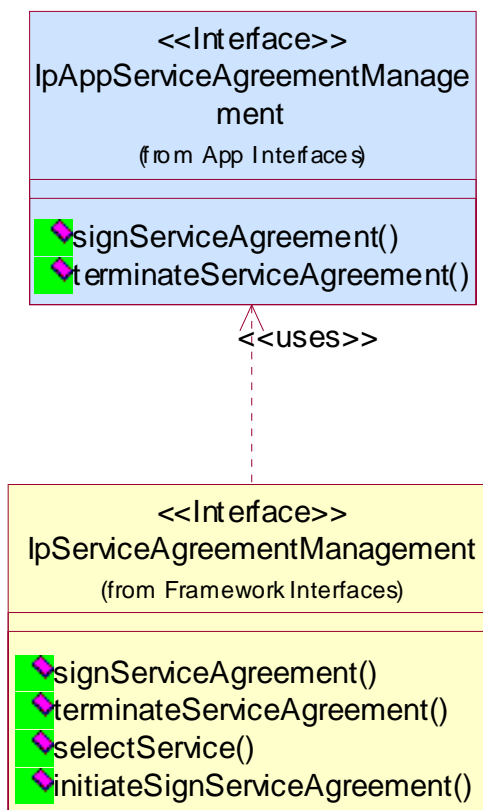 <<Interface>>
IpAppServiceAgreementManage
ment
(from App Interfaces)
signServiceAgreement()
terminateServiceAgreement()
<<uses>>
<<Interface>>
IpServiceAgreementManagement
(from Framework Interfaces)
signServiceAgreement()
terminateServiceAgreement()
selectService()
initiateSignServiceAgreement()